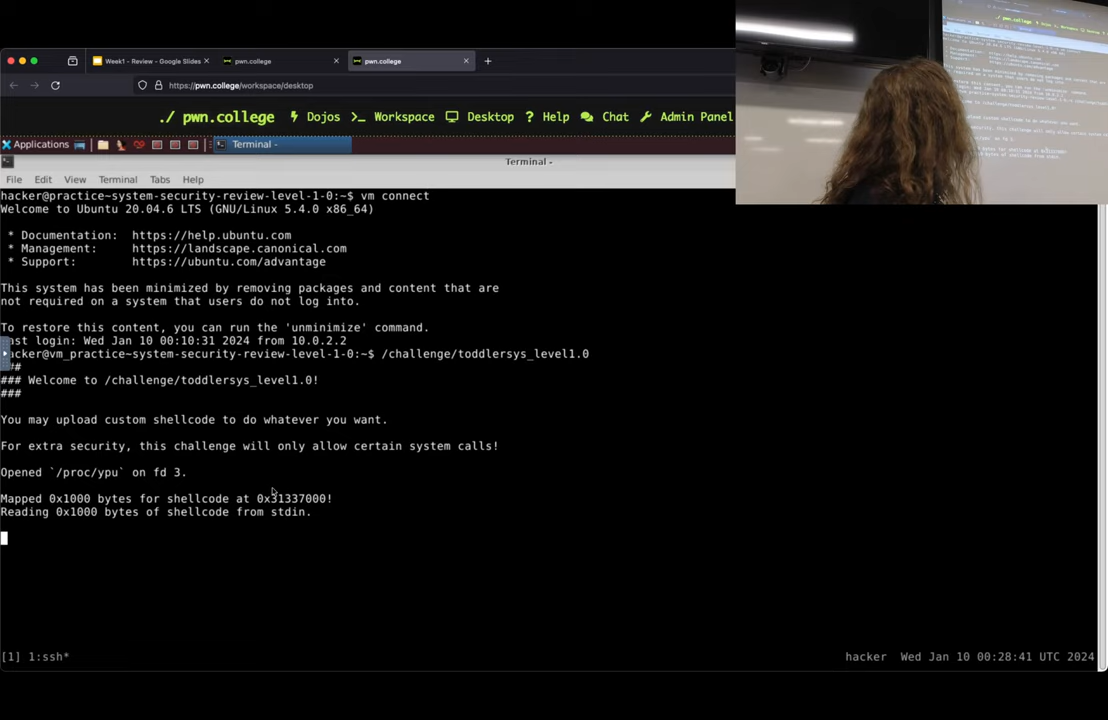 Week1 - Review - Google Slides
pwn.college
pwn.college
https://pwn.college/workspace/desktop
./ pwn.college
Dojos
Workspace
Desktop
Help
Chat
Admin Panel
Applications
Terminal -
Terminal -
File Edit View Terminal Tabs Help
hacker@practice~system-security-review-level-1-0:~$ vm connect
Welcome to Ubuntu 20.04.6 LTS (GNU/Linux 5.4.0 x86_64)
* Documentation: https://help.ubuntu.com
* Management: https://landscape.canonical.com
* Support: https://ubuntu.com/advantage
This system has been minimized by removing packages and content that are
not required on a system that users do not log into.
To restore this content, you can run the 'unminimize' command.
ast login: Wed Jan 10 00:10:31 2024 from 10.0.2.2
acker@vm_practice~system-security-review-level-1-0:~$ /challenge/toddlersys_level1.0
##
### Welcome to /challenge/toddlersys_level1.0!
###
You may upload custom shellcode to do whatever you want.
For extra security, this challenge will only allow certain system calls!
Opened `/proc/ypu` on fd 3.
Mapped 0x1000 bytes for shellcode at 0x31337000!
Reading 0x1000 bytes of shellcode from stdin.
[1] 1:ssh*
hacker Wed Jan 10 00:28:41 UTC 2024